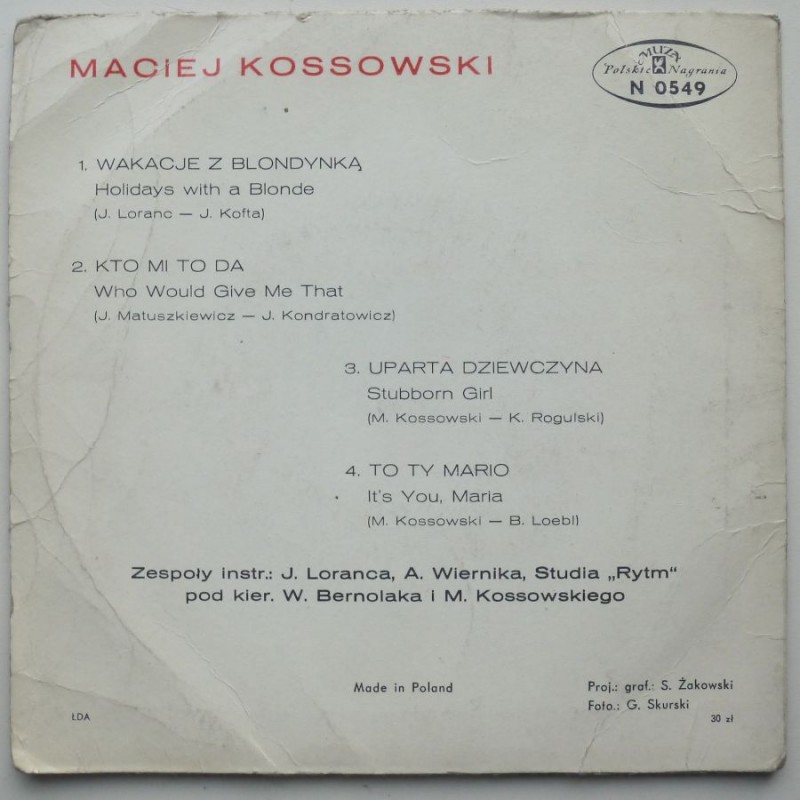 MACIEJ KOSSOWSKI
MUZA
Polskie Nagrania
N 0549
1. WAKACJE Z BLONDYNKĄ
Holidays with a Blonde
(J. Loranc — J. Kofta)
2. KTO MI TO DA
Who Would Give Me That
(J. Matuszkiewicz — J. Kondratowicz)
3. UPARTA DZIEWCZYNA
Stubborn Girl
(M. Kossowski — K. Rogulski)
4. TO TY MARIO
It's You, Maria
(M. Kossowski — B. Loebl)
Zespoły instr.: J. Loranca, A. Wiernika, Studia „Rytm“
pod kier. W. Bernolaka i M. Kossowskiego
Made in Poland
Proj.: graf.: S. Żakowski
Foto.: G. Skurski
ŁDA
30 zł